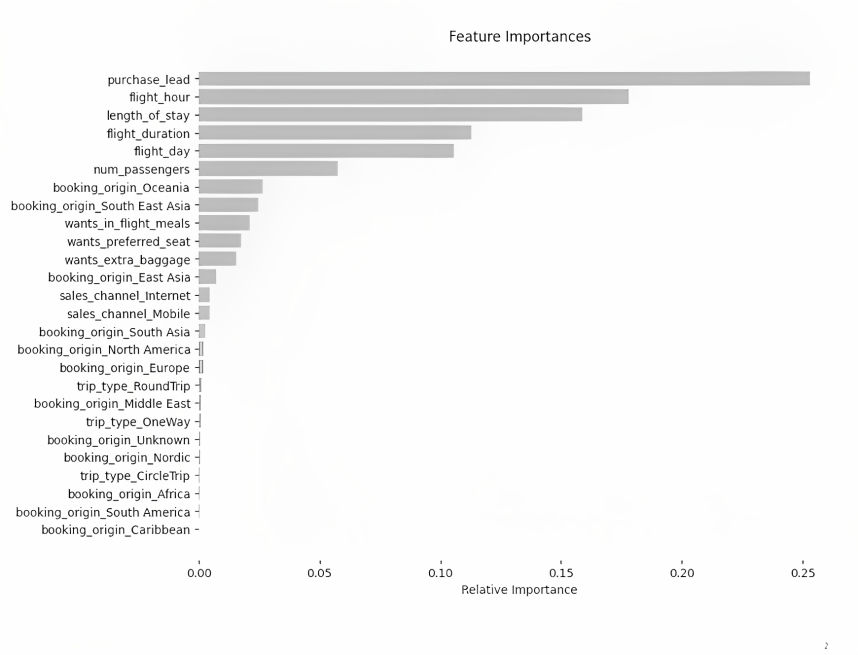 Feature Importances
purchase_lead
flight_hour
length_of_stay
flight_duration
flight_day
num_passengers
booking_origin_Oceania
booking_origin_South East Asia
wants_in_flight_meals
wants_preferred_seat
wants_extra_baggage
booking_origin_East Asia
sales_channel_Internet
sales_channel_Mobile
booking_origin_South Asia
booking_origin_North America
booking_origin_Europe
trip_type_RoundTrip
booking_origin_Middle East
trip_type_OneWay
booking_origin_Unknown
booking_origin_Nordic
trip_type_CircleTrip
booking_origin_Africa
booking_origin_South America
booking_origin_Caribbean
0.00 0.05 0.10 0.15 0.20 0.25
Relative Importance